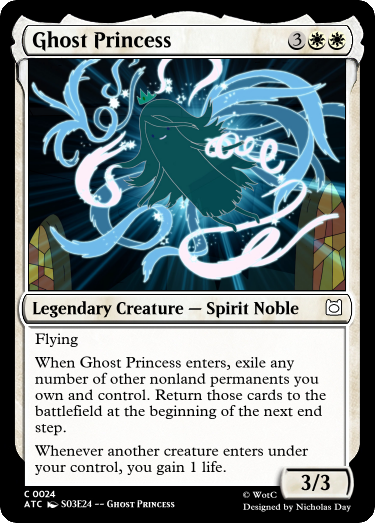 Ghost Princess 3
Legendary Creature — Spirit Noble
Flying
When Ghost Princess enters, exile any
number of other nonland permanents you
own and control. Return those cards to the
battlefield at the beginning of the next end
step.
Whenever another creature enters under
your control, you gain 1 life.
3/3
C 0024
ATC S03E24 -- Ghost Princess
© WotC
Designed by Nicholas Day